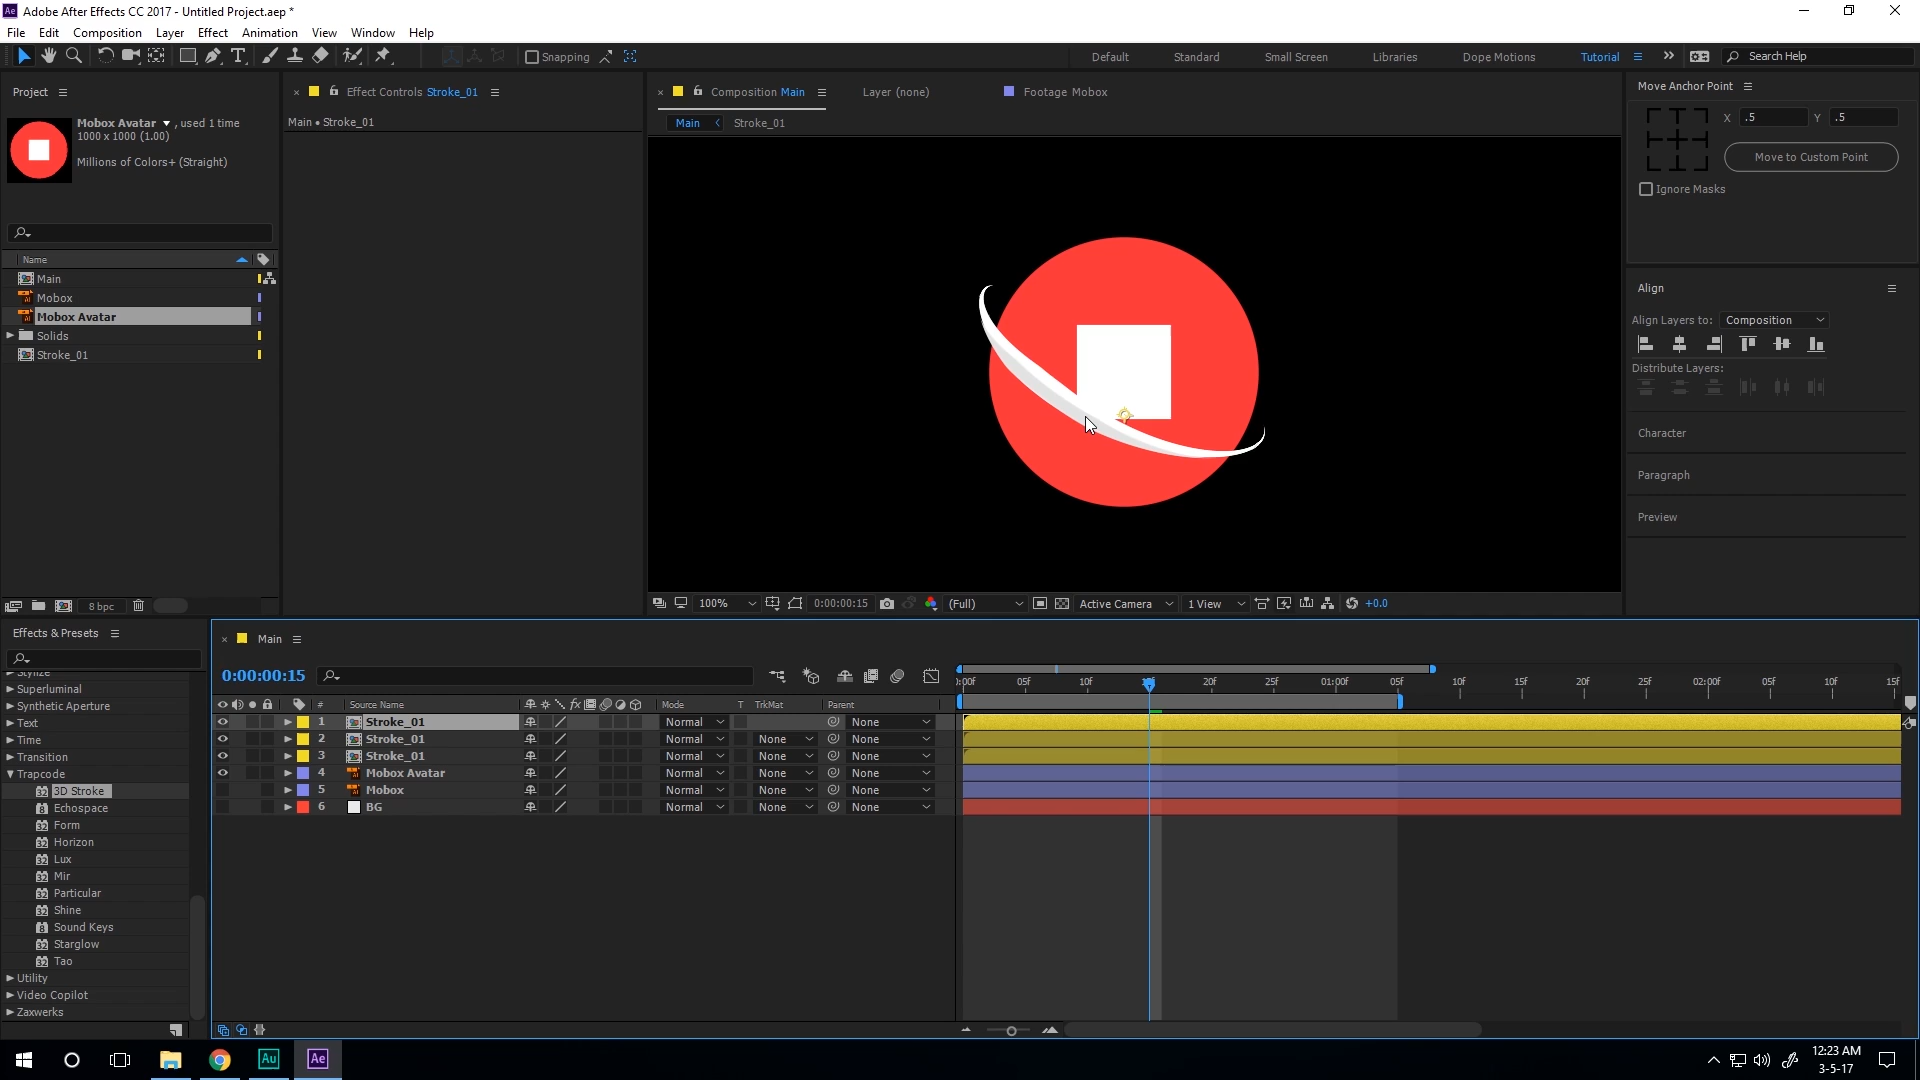 Adobe After Effects CC 2017 - Untitled Project.aep *
File Edit Composition Layer Effect Animation View Window Help
Snapping
Default Standard Small Screen Libraries Dope Motions Tutorial Search Help
Project
Effect Controls Stroke_01
Composition Main
Layer (none)
Footage Mobox
Move Anchor Point
Mobox Avatar , used 1 time
1000 x 1000 (1.00)
Millions of Colors+ (Straight)
Main • Stroke_01
Main Stroke_01
X .5 Y .5
Move to Custom Point
Ignore Masks
Name
Main
Mobox
Mobox Avatar
Solids
Stroke_01
Align
Align Layers to: Composition
Distribute Layers:
Character
Paragraph
Preview
8 bpc
100% 0:00:00:15 (Full) Active Camera 1 View +0.0
Effects & Presets
Stylize
Superluminal
Synthetic Aperture
Text
Time
Transition
Trapcode
3D Stroke
Echospace
Form
Horizon
Lux
Mir
Particular
Shine
Sound Keys
Starglow
Tao
Utility
Video Copilot
Zaxwerks
Main
0:00:00:15
# Source Name fx Mode T TrkMat Parent
1 Stroke_01 Normal None
2 Stroke_01 Normal None None
3 Stroke_01 Normal None None
4 Mobox Avatar Normal None None
5 Mobox Normal None None
6 BG Normal None None
:00f 05f 10f 15f 20f 25f 01:00f 05f 10f 15f 20f 25f 02:00f 05f 10f 15f
Au Ae
12:23 AM
3-5-17